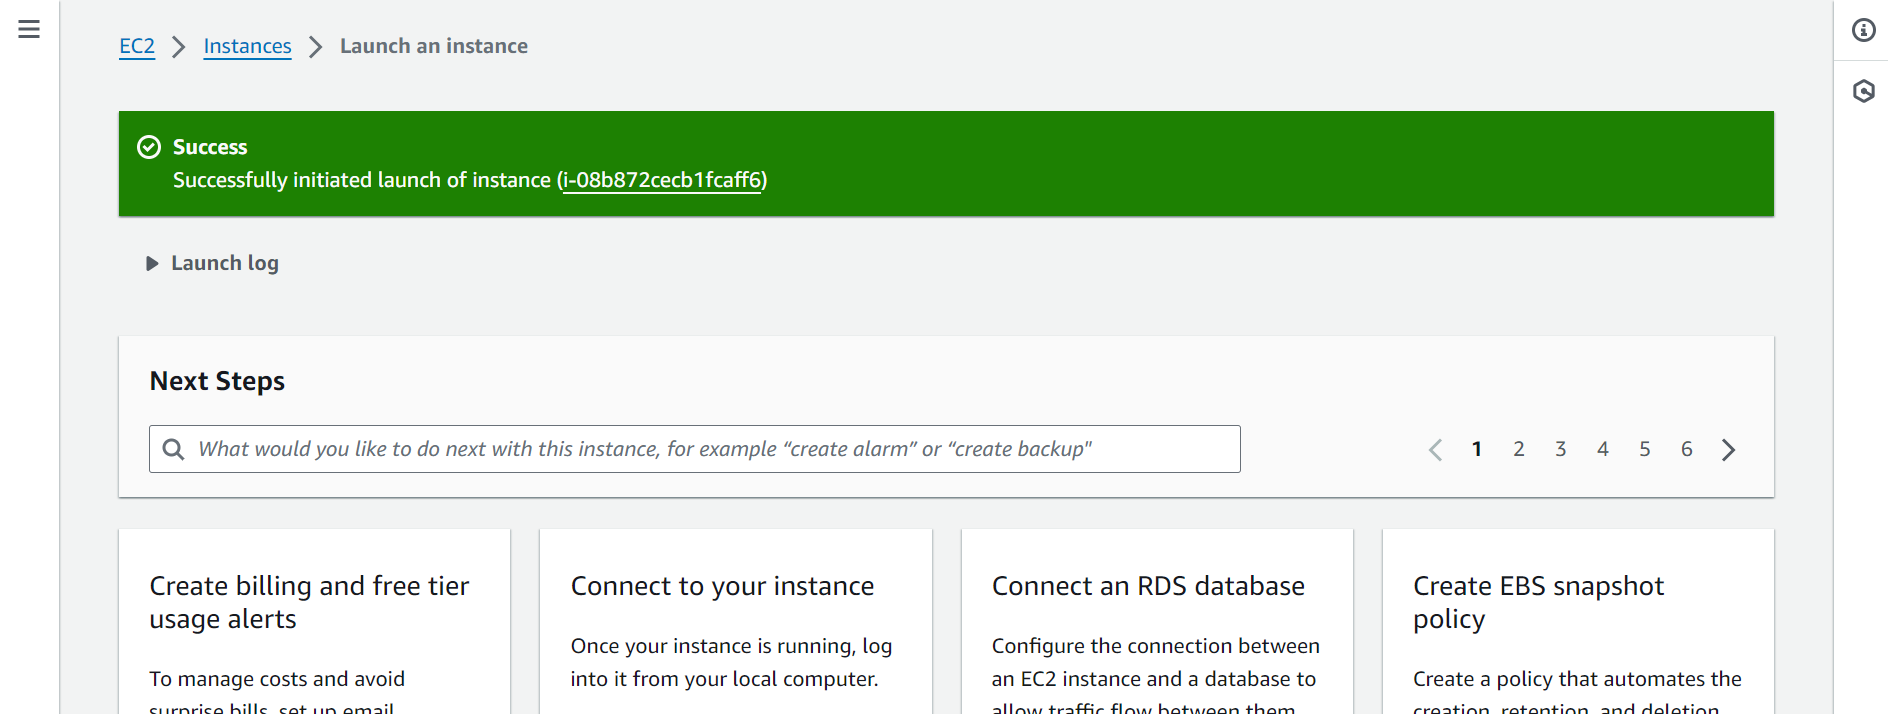 EC2 Instances Launch an instance
Success
Successfully initiated launch of instance (i-08b872cecb1fcaff6)
Launch log
Next Steps
What would you like to do next with this instance, for example “create alarm” or “create backup"
1 2 3 4 5 6
Create billing and free tier
usage alerts
To manage costs and avoid
surprise bills, set up email
Connect to your instance
Once your instance is running, log
into it from your local computer.
Connect an RDS database
Configure the connection between
an EC2 instance and a database to
allow traffic flow between them
Create EBS snapshot
policy
Create a policy that automates the
creation, retention, and deletion